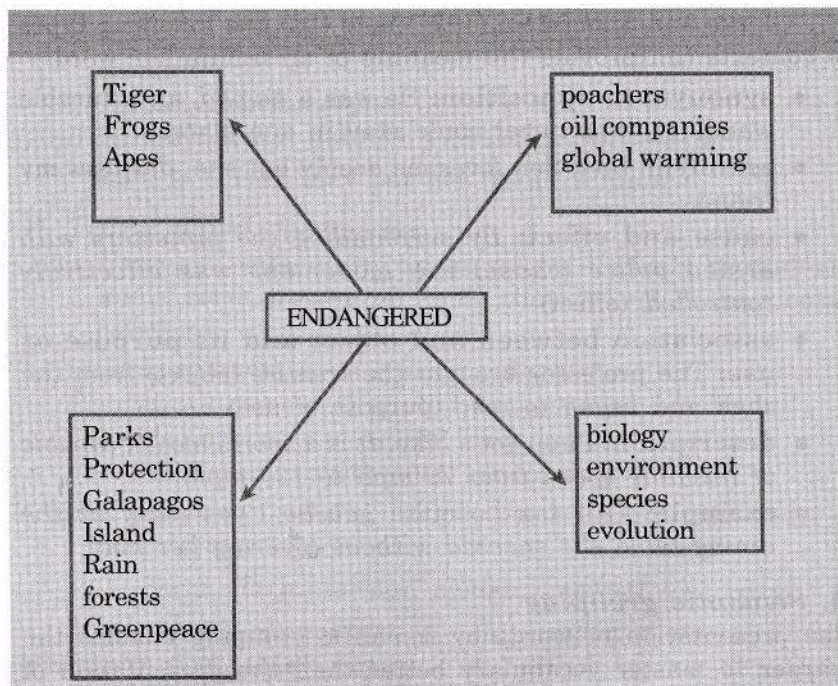 Tiger
Frogs
Apes
poachers
oill companies
global warming
ENDANGERED
Parks
Protection
Galapagos
Island
Rain
forests
Greenpeace
biology
environment
species
evolution